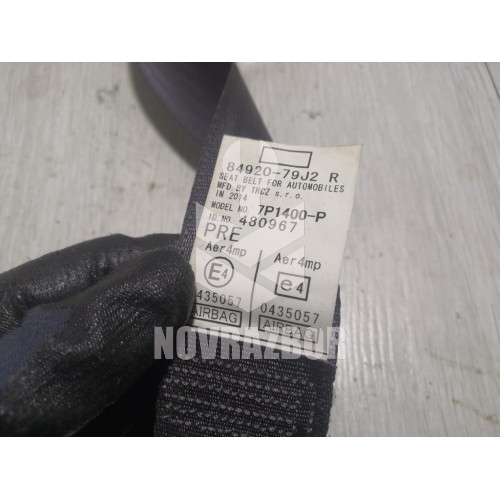 84920-79J2 R
SEAT BELT FOR AUTOMOBILES
MFD BY TRCZ s.r.o.
IN 2014
MODEL NO. 7P1400-P
ID NO. 480967
PRE
Aer4mp Aer4mp
E4 e4
0435057 0435057
AIRBAG AIRBAG
NOVRAZBOR